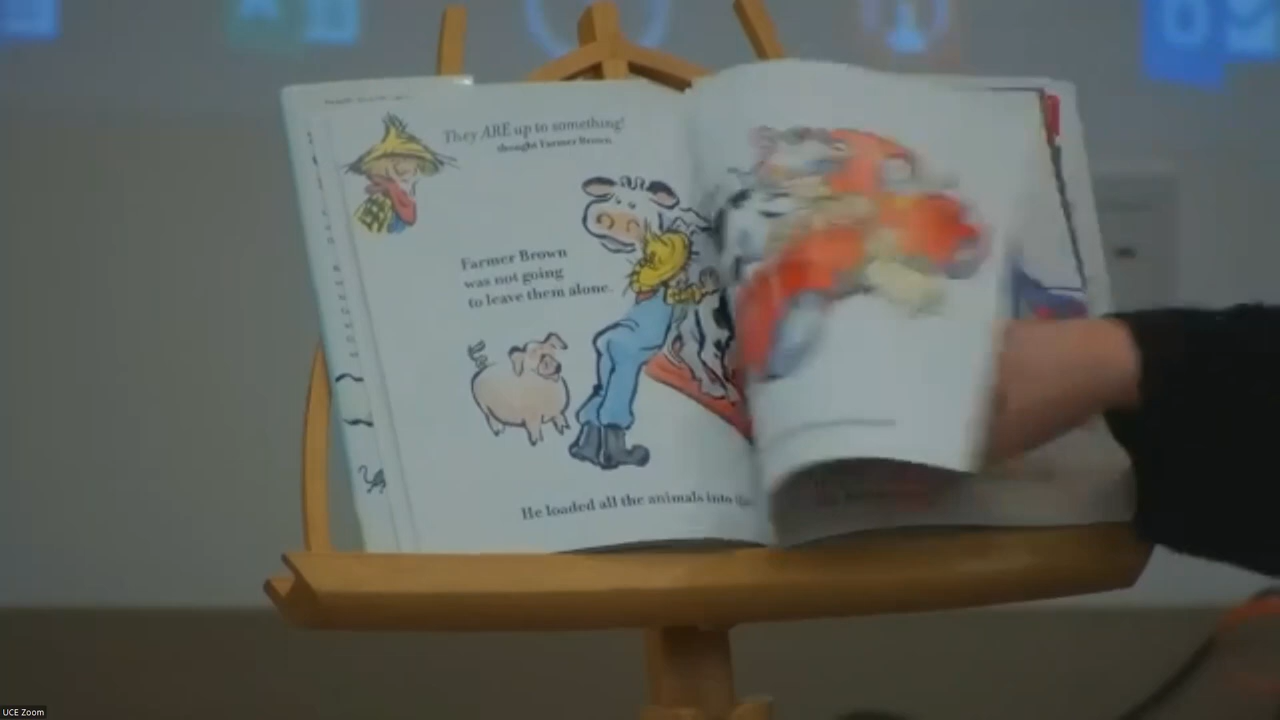 They ARE up to something!
thought Farmer Brown.
Farmer Brown
was not going
to leave them alone.
He loaded all the animals into
UCE Zoom